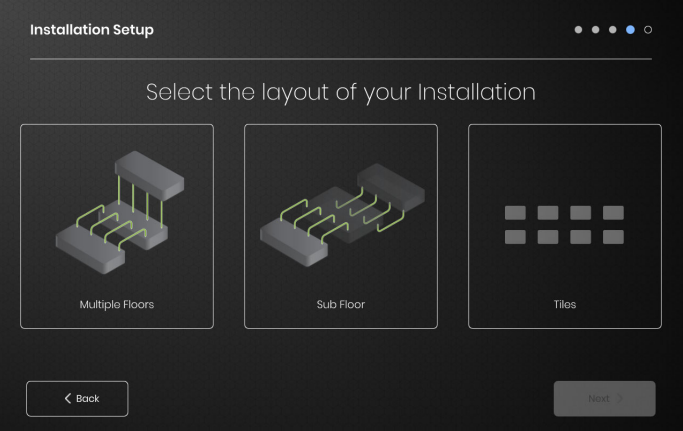 Installation Setup
Select the layout of your Installation
Multiple Floors
Sub Floor
Tiles
Back
Next